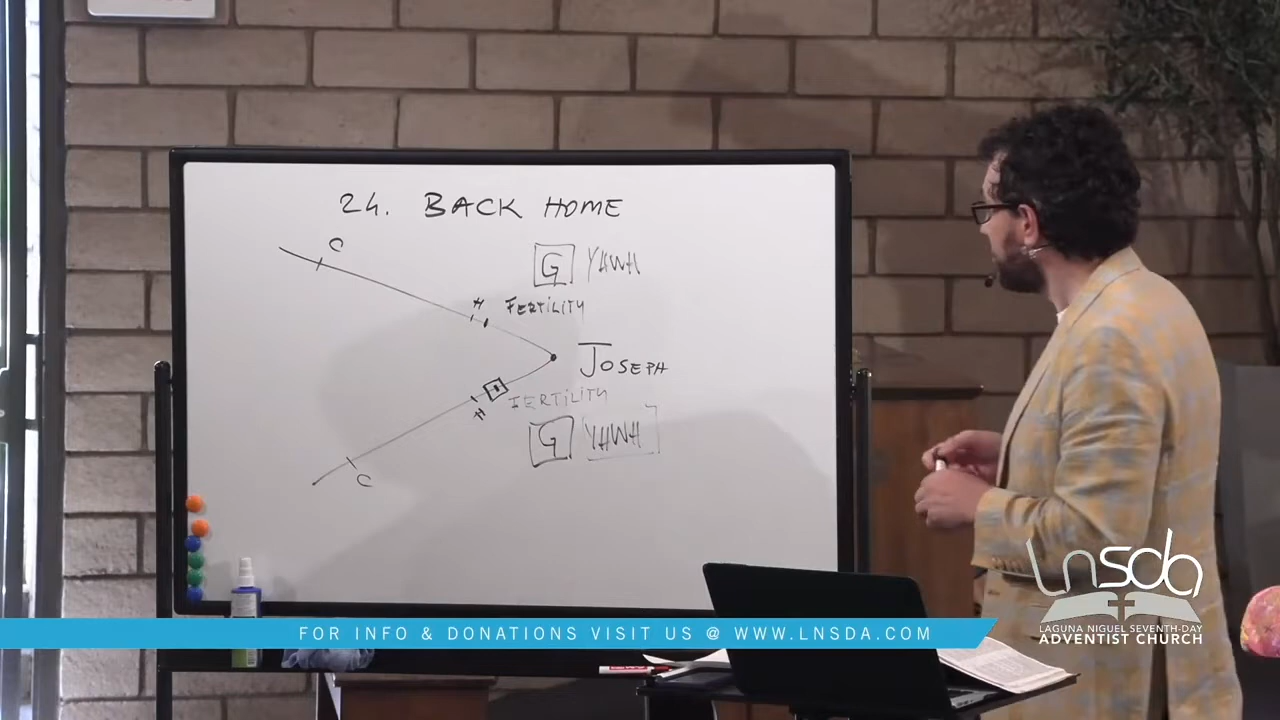 24. BACK HOME
C
G YHWH
H FERTILITY
JOSEPH
FERTILITY
H
G YHWH
C
FOR INFO & DONATIONS VISIT US @ WWW.LNSDA.COM
Lnsda
LAGUNA NIGUEL SEVENTH-DAY
ADVENTIST CHURCH